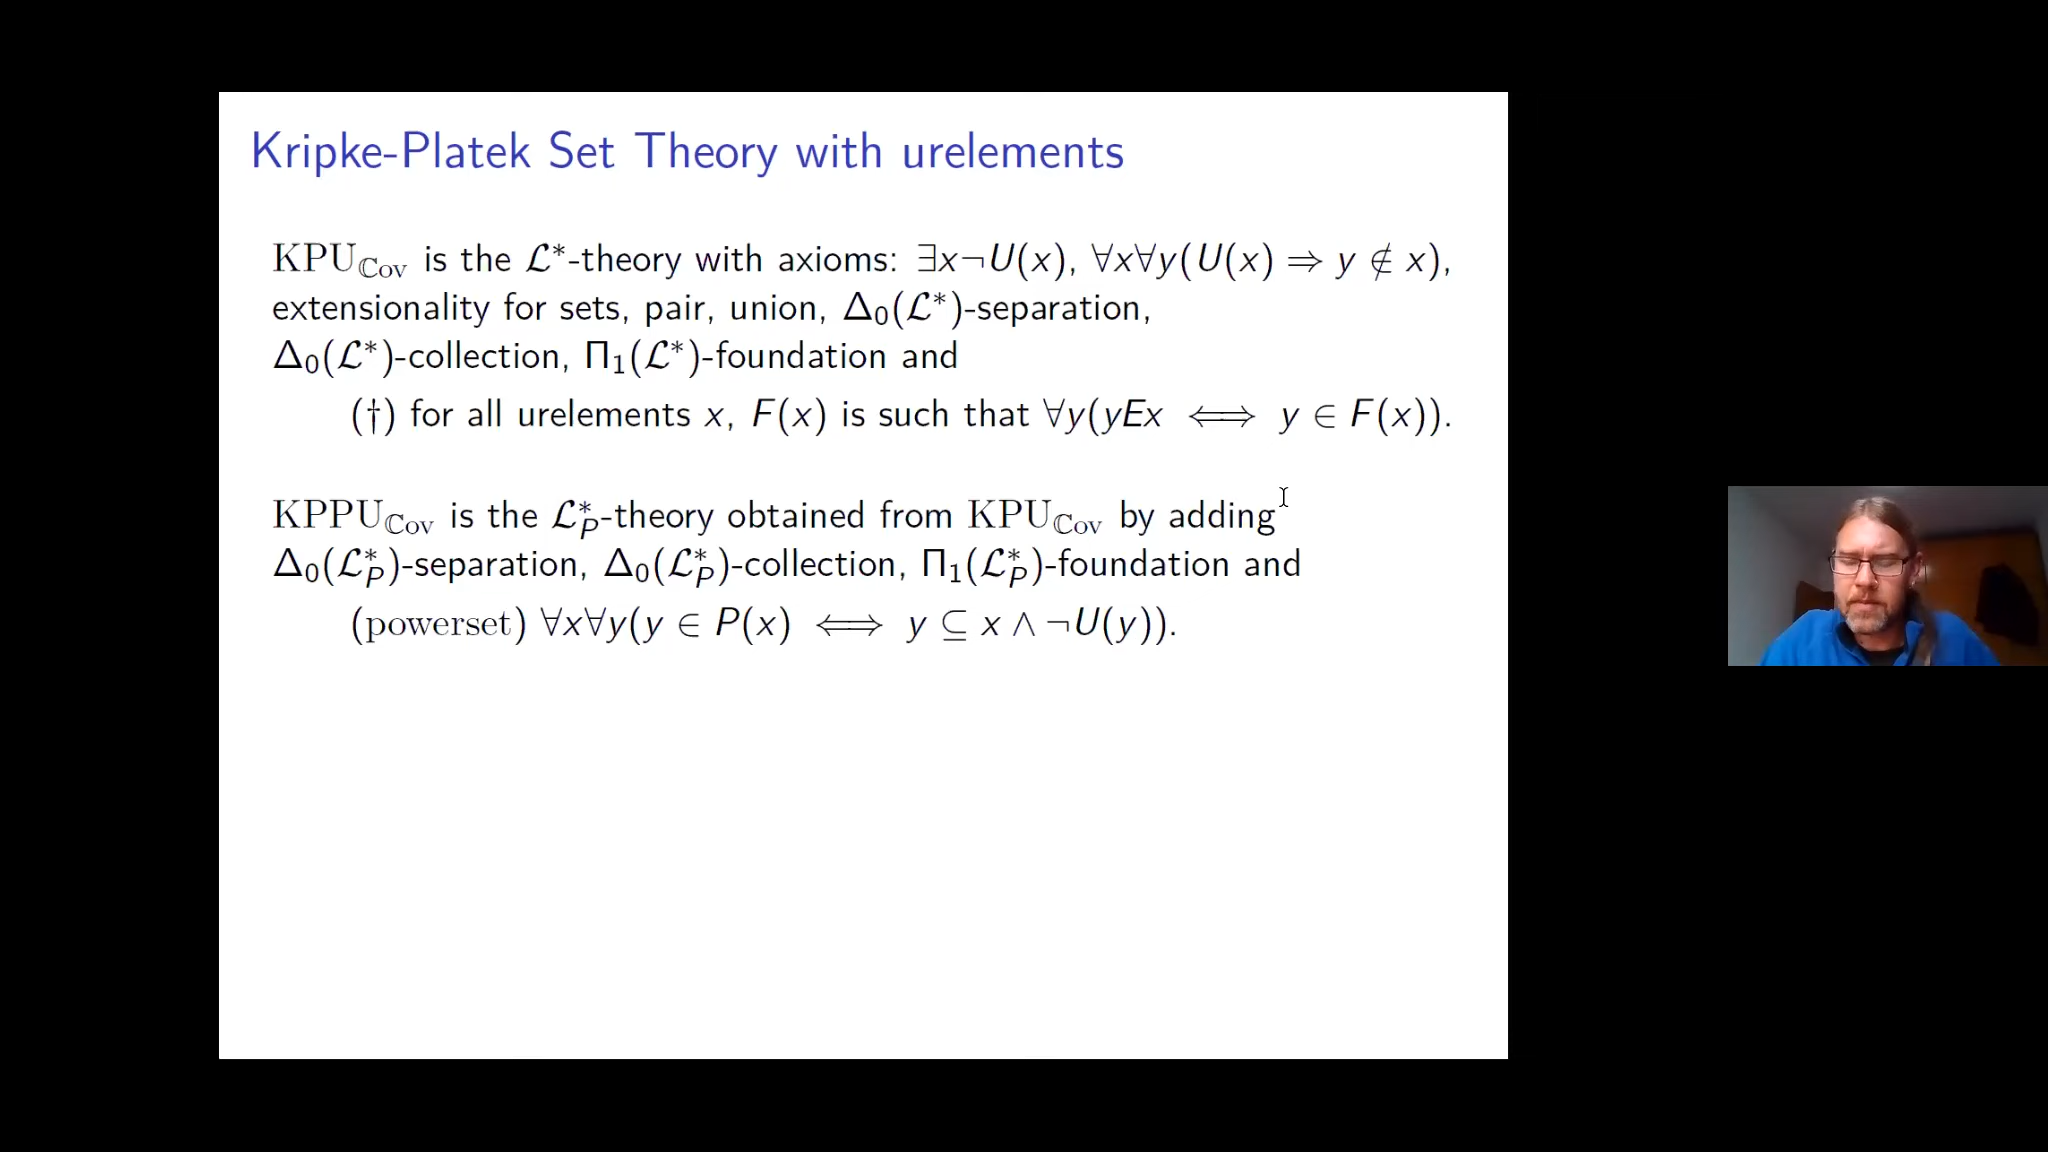 Kripke-Platek Set Theory with urelements
KPU_ℂov is the 𝓛*-theory with axioms: ∃x¬U(x), ∀x∀y(U(x) ⇒ y ∉ x),
extensionality for sets, pair, union, Δ₀(𝓛*)-separation,
Δ₀(𝓛*)-collection, Π₁(𝓛*)-foundation and
(†) for all urelements x, F(x) is such that ∀y(yEx ⟺ y ∈ F(x)).
KPPU_ℂov is the 𝓛*_P-theory obtained from KPU_ℂov by adding
Δ₀(𝓛*_P)-separation, Δ₀(𝓛*_P)-collection, Π₁(𝓛*_P)-foundation and
(powerset) ∀x∀y(y ∈ P(x) ⟺ y ⊆ x ∧ ¬U(y)).